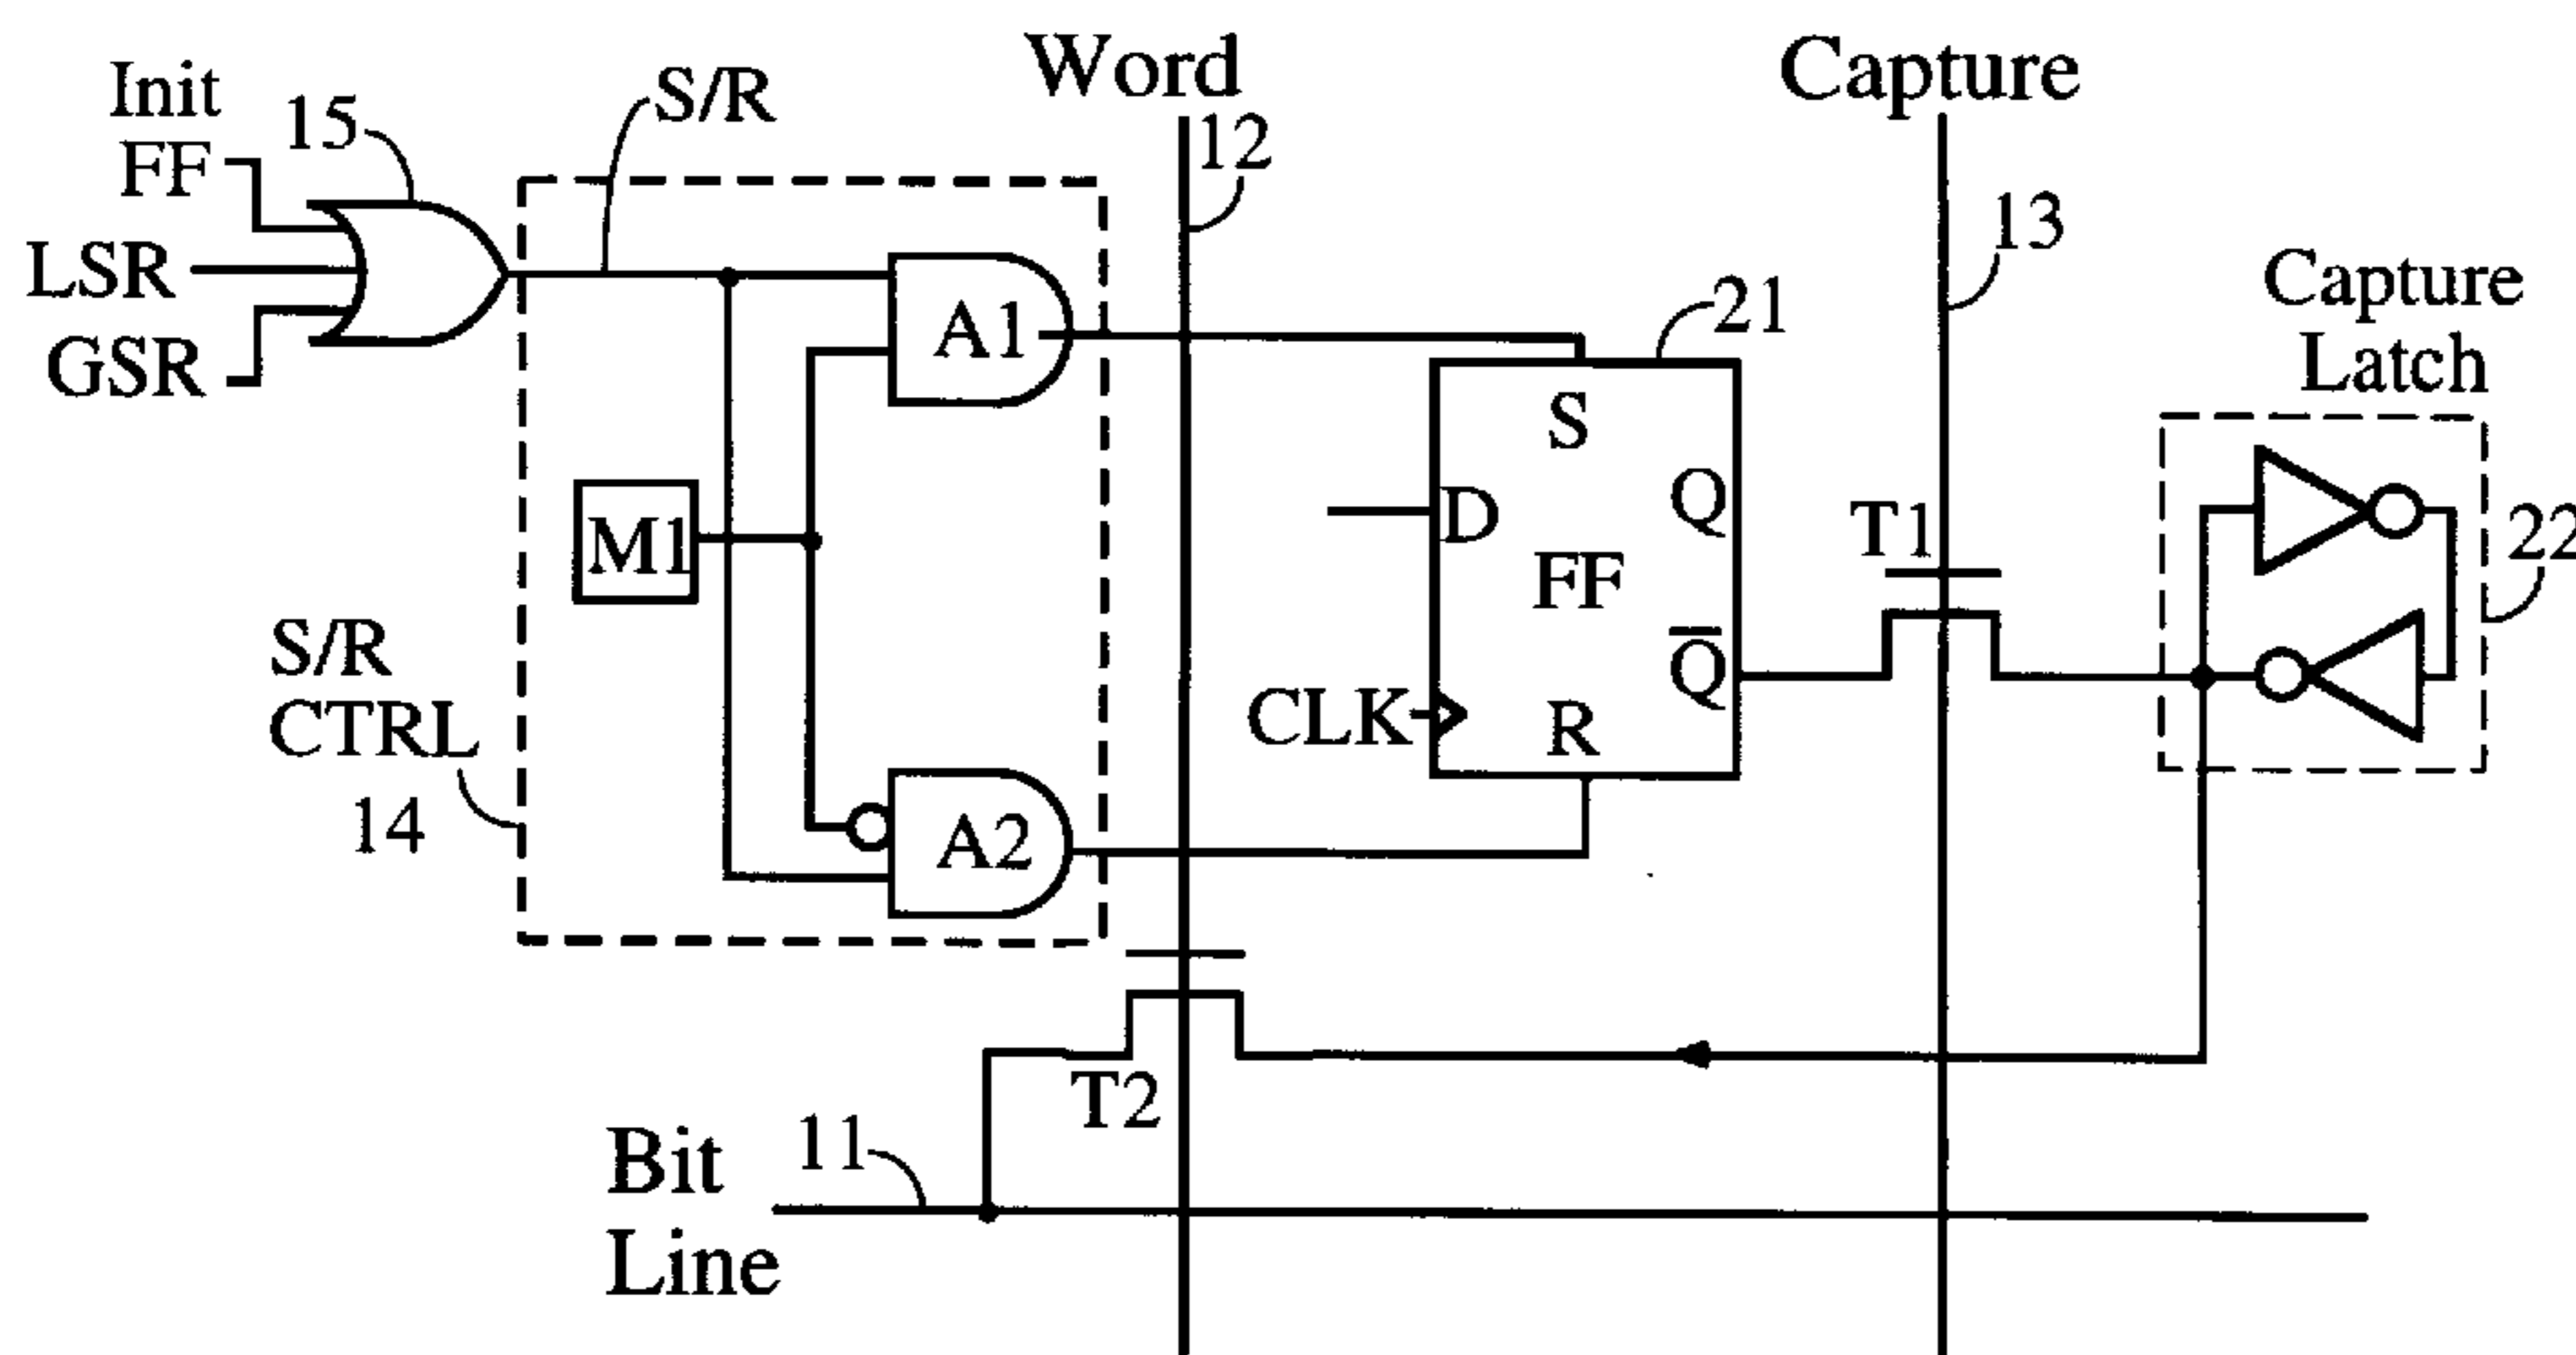 Word
Capture
Init
FF
15
S/R
12
LSR
GSR
13
Capture
Latch
A1
21
S
D
Q
FF
T1
22
M1
S/R
CTRL
14
Q̅
CLK
R
A2
T2
11
Bit
Line